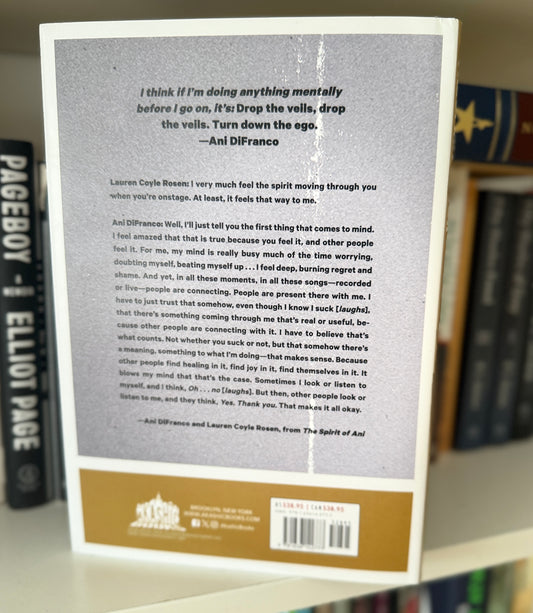 I think if I'm doing anything mentally
before I go on, it's: Drop the veils, drop
the veils. Turn down the ego.
—Ani DiFranco
Lauren Coyle Rosen: I very much feel the spirit moving through you
when you're onstage. At least, it feels that way to me.
Ani DiFranco: Well, I'll just tell you the first thing that comes to mind.
I feel amazed that that is true because you feel it, and other people
feel it. For me, my mind is really busy much of the time worrying,
doubting myself, beating myself up . . . I feel deep, burning regret and
shame. And yet, in all these moments, in all these songs—recorded
or live—people are connecting. People are present there with me. I
have to just trust that somehow, even though I know I suck [laughs],
that there's something coming through me that's real or useful, be-
cause other people are connecting with it. I have to believe that's
what counts. Not whether you suck or not, but that somehow there's
a meaning, something to what I'm doing—that makes sense. Because
other people find healing in it, find joy in it, find themselves in it. It
blows my mind that that's the case. Sometimes I look or listen to
myself, and I think, Oh . . . no [laughs]. But then, other people look or
listen to me, and they think, Yes. Thank you. That makes it all okay.
—Ani DiFranco and Lauren Coyle Rosen, from The Spirit of Ani
AKASHIC
BROOKLYN, NEW YORK
WWW.AKASHICBOOKS.COM
AkashicBooks
US $38.95 | CAN $38.95
PAGEBOY
ELLIOT PAGE